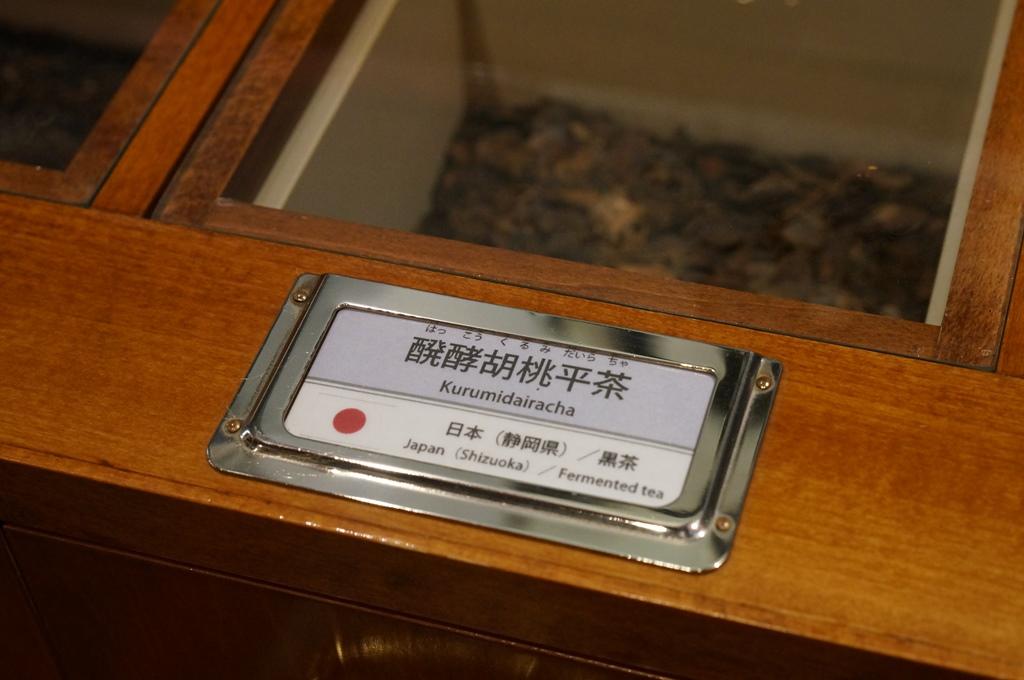 はっ こう く る み だいら ちゃ
醗酵胡桃平茶
Kurumidairacha
日本（静岡県）／黒茶
Japan（Shizuoka）／Fermented tea